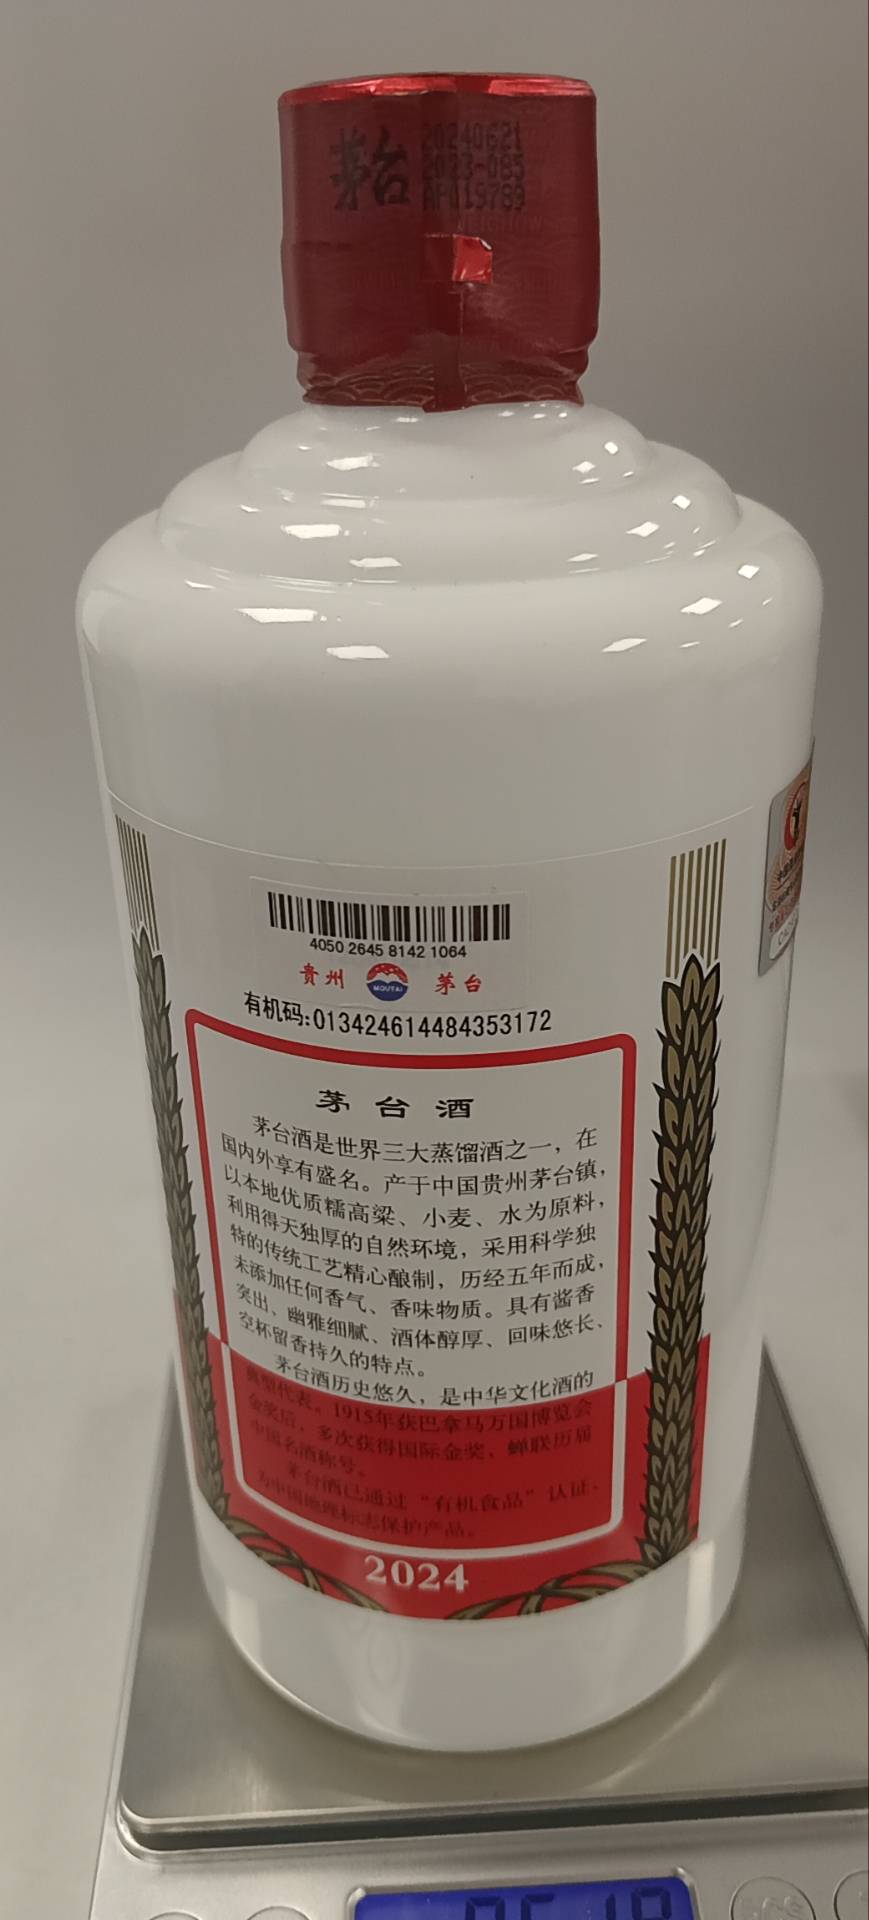 茅台
20240621
2023-085
4050 2645 8142 1064
贵州
MOUTAI
茅台
有机码:013424614484353172
茅台酒
茅台酒是世界三大蒸馏酒之一，在
国内外享有盛名。产于中国贵州茅台镇，
以本地优质糯高粱、小麦、水为原料，
利用得天独厚的自然环境，采用科学独
特的传统工艺精心酿制，历经五年而成，
未添加任何香气、香味物质。具有酱香
突出、幽雅细腻、酒体醇厚、回味悠长、
空杯留香持久的特点。
茅台酒历史悠久，是中华文化酒的
典型代表。1915年获巴拿马万国博览会
金奖后，多次获得国际金奖，蝉联历届
中国名酒称号。
茅台酒已通过“有机食品”认证，
为中国地理标志保护产品。
2024